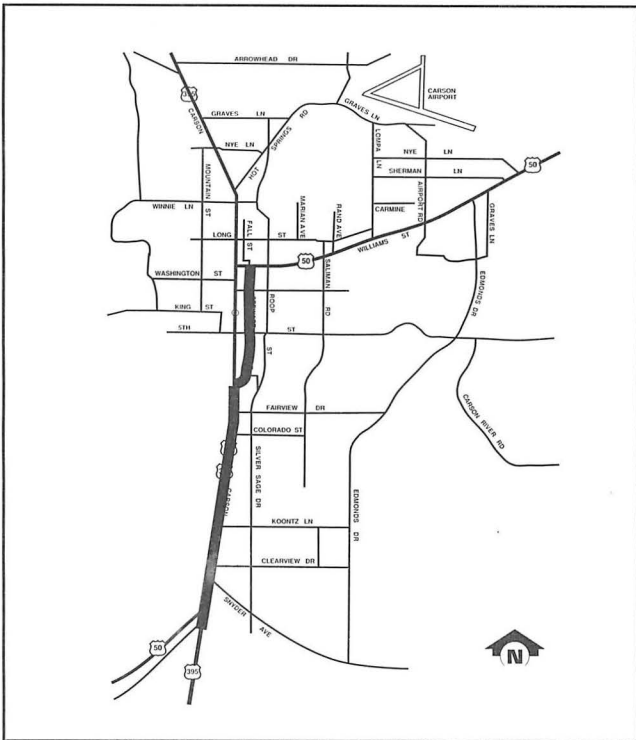 ARROWHEAD DR
CARSON
AIRPORT
CARSON
GRAVES LN
GRAVES LN
HOT SPRINGS RD
NYE LN
LOMPA LN
NYE LN
SHERMAN LN
50
MOUNTAIN ST
WINNIE LN
MARIAN AVE
RAND AVE
CARMINE
AIRPORT RD
GRAVES LN
LONG ST
FALL ST
WILLIAMS ST
50
SALIMAN RD
WASHINGTON ST
EDMONDS DR
KING ST
ROOP ST
5TH ST
FAIRVIEW DR
COLORADO ST
CARSON RIVER RD
SILVER SAGE DR
EDMONDS DR
KOONTZ LN
CLEARVIEW DR
SNYDER AVE
50
395
N